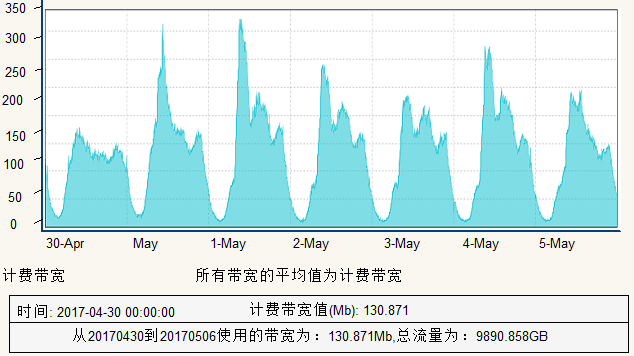 350
300
250
200
150
100
50
0
30-Apr May 1-May 2-May 3-May 4-May 5-May
计费带宽 所有带宽的平均值为计费带宽
时间: 2017-04-30 00:00:00 计费带宽值(Mb): 130.871
从20170430到20170506使用的带宽为：130.871Mb,总流量为：9890.858GB